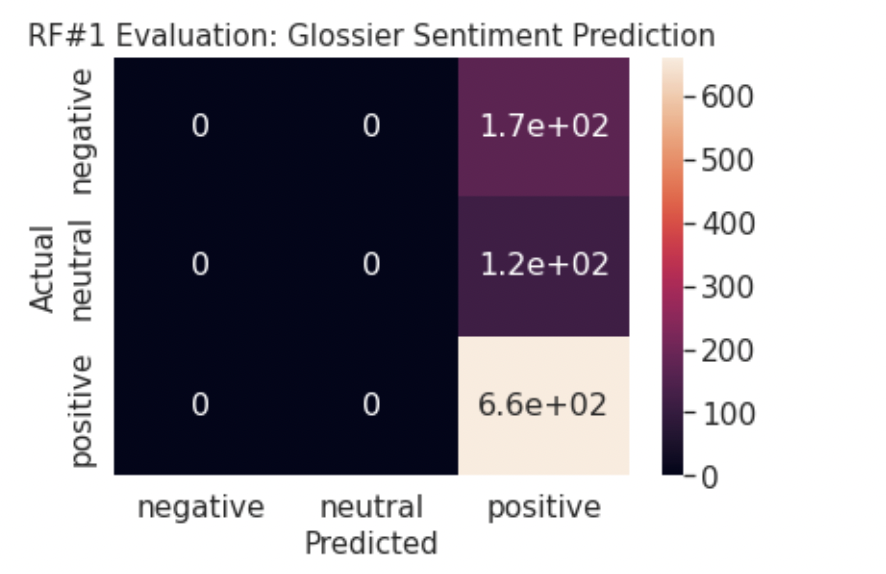 RF#1 Evaluation: Glossier Sentiment Prediction
Actual
negative
0 0 1.7e+02
neutral
0 0 1.2e+02
positive
0 0 6.6e+02
negative neutral positive
Predicted
600
500
400
300
200
100
0